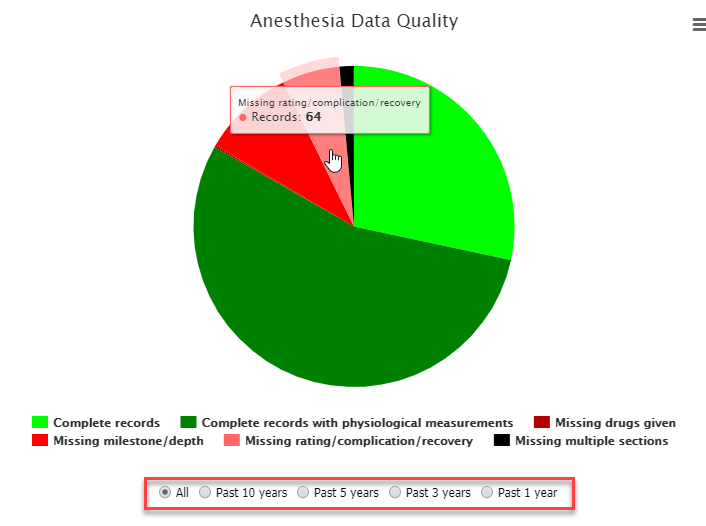 Anesthesia Data Quality
Missing rating/complication/recovery
Records: 64
Complete records Complete records with physiological measurements Missing drugs given
Missing milestone/depth Missing rating/complication/recovery Missing multiple sections
All Past 10 years Past 5 years Past 3 years Past 1 year